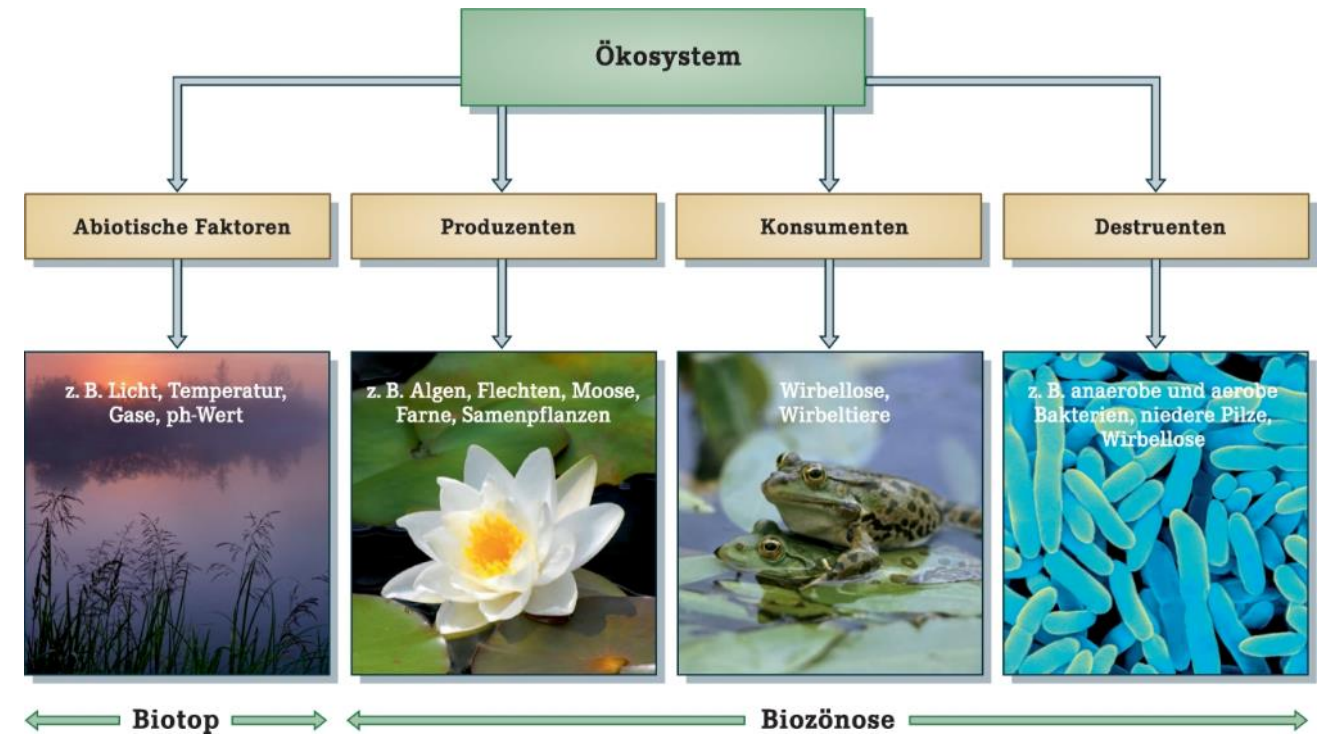 Ökosystem
Abiotische Faktoren
Produzenten
Konsumenten
Destruenten
z. B. Licht, Temperatur,
Gase, ph-Wert
z. B. Algen, Flechten, Moose,
Farne, Samenpflanzen
Wirbellose,
Wirbeltiere
z. B. anaerobe und aerobe
Bakterien, niedere Pilze,
Wirbellose
Biotop
Biozönose